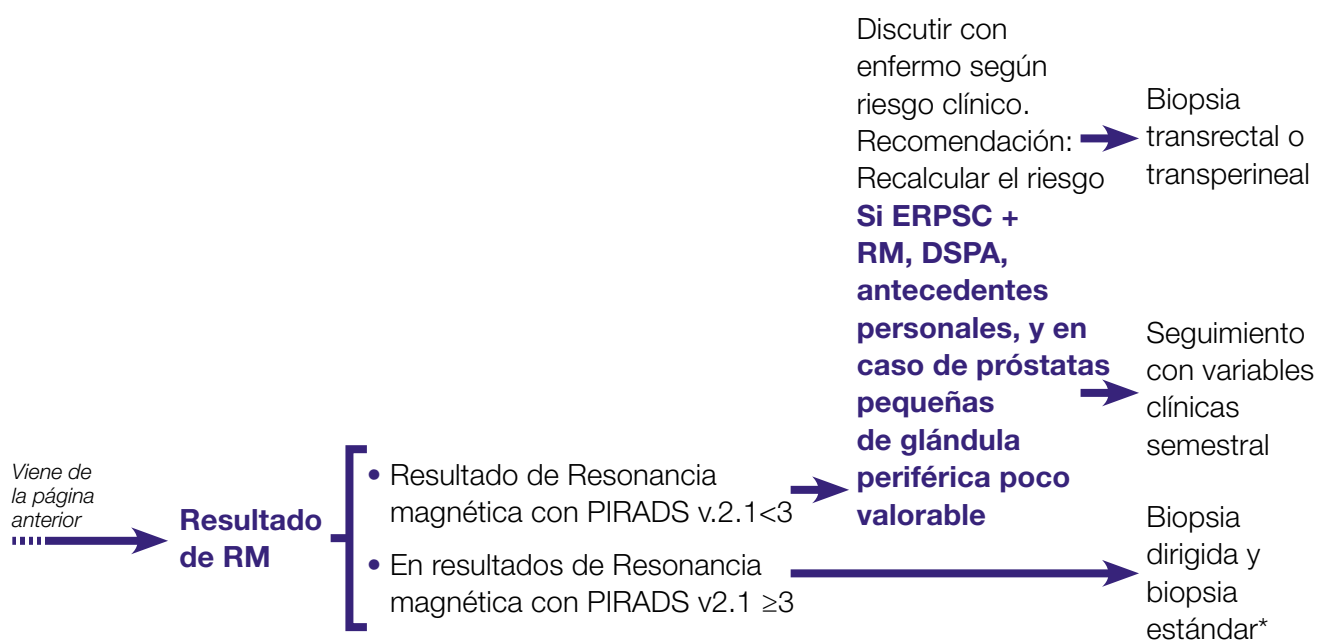 Viene de
la página
anterior
Resultado
de RM
• Resultado de Resonancia
magnética con PIRADS v.2.1<3
• En resultados de Resonancia
magnética con PIRADS v2.1 ≥3
Discutir con
enfermo según
riesgo clínico.
Recomendación:
Recalcular el riesgo
Si ERPSC +
RM, DSPA,
antecedentes
personales, y en
caso de próstatas
pequeñas
de glándula
periférica poco
valorable
Biopsia
transrectal o
transperineal
Seguimiento
con variables
clínicas
semestral
Biopsia
dirigida y
biopsia
estándar*